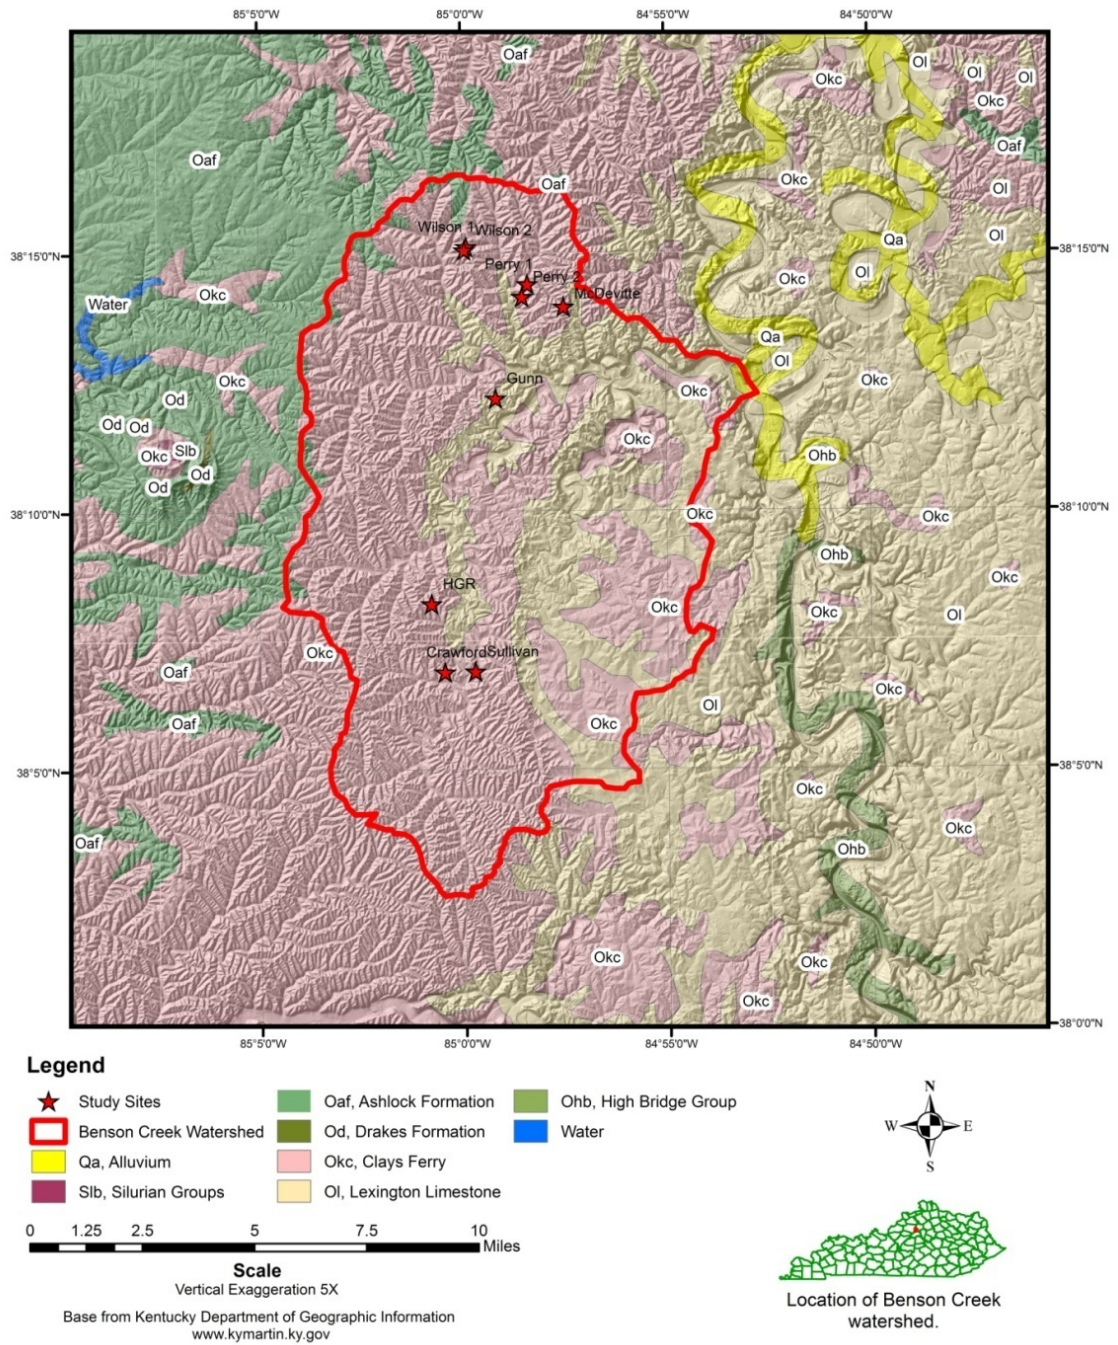 85°5'0"W 85°0'0"W 84°55'0"W 84°50'0"W
Oaf
Okc
Ol
Ol
Ol
Okc
Oaf
Oaf
Oaf
Okc
Ol
Wilson 1 Wilson 2
Qa
Ol
38°15'0"N
38°15'0"N
Perry 1
Perry 2
McDevitte
Okc
Ol
Water
Okc
Qa
Ol
Okc
Okc
Gunn
Okc
Od
Od
Od
Okc
Slb
Od
Od
Okc
Ohb
38°10'0"N
Okc
Okc
38°10'0"N
Ohb
HGR
Okc
Okc
Okc
Ol
Okc
Crawford Sullivan
Oaf
Okc
Ol
Oaf
Okc
38°5'0"N
38°5'0"N
Okc
Okc
Oaf
Ohb
Okc
Okc
Okc
38°0'0"N
85°5'0"W 85°0'0"W 84°55'0"W 84°50'0"W
Legend
Study Sites
Benson Creek Watershed
Qa, Alluvium
Slb, Silurian Groups
Oaf, Ashlock Formation
Od, Drakes Formation
Okc, Clays Ferry
Ol, Lexington Limestone
Ohb, High Bridge Group
Water
N
W E
S
0 1.25 2.5 5 7.5 10
Miles
Scale
Vertical Exaggeration 5X
Base from Kentucky Department of Geographic Information
www.kymartin.ky.gov
Location of Benson Creek
watershed.